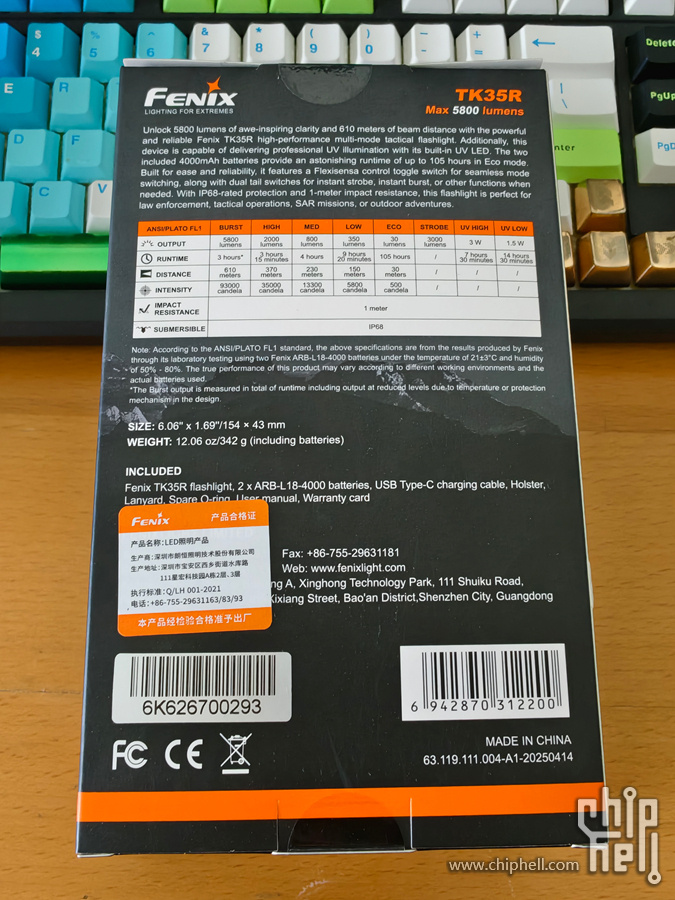 $
4
%
5
^
6
&
7
*
8
(
9
)
0
-
+
=
Delete
E
R
PgUp
D
F
PgD
C
V
FENIX
LIGHTING FOR EXTREMES
TK35R
Max 5800 lumens
Unlock 5800 lumens of awe-inspiring clarity and 610 meters of beam distance with the powerful
and reliable Fenix TK35R high-performance multi-mode tactical flashlight. Additionally, this
device is capable of delivering professional UV illumination with its built-in UV LED. The two
included 4000mAh batteries provide an astonishing runtime of up to 105 hours in Eco mode.
Built for ease and reliability, it features a Flexisensa control toggle switch for seamless mode
switching, along with dual tail switches for instant strobe, instant burst, or other functions when
needed. With IP68-rated protection and 1-meter impact resistance, this flashlight is perfect for
law enforcement, tactical operations, SAR missions, or outdoor adventures.
ANSI/PLATO FL1 BURST HIGH MED LOW ECO STROBE UV HIGH UV LOW
OUTPUT 5800 lumens 2000 lumens 800 lumens 350 lumens 30 lumens 3000 lumens 3 W 1.5 W
RUNTIME 3 hours* 3 hours 15 minutes 4 hours 9 hours 20 minutes 105 hours / 7 hours 30 minutes 14 hours 30 minutes
DISTANCE 610 meters 370 meters 230 meters 150 meters 30 meters / / /
INTENSITY 93000 candela 35000 candela 13300 candela 5800 candela 500 candela / / /
IMPACT RESISTANCE 1 meter
SUBMERSIBLE IP68
Note: According to the ANSI/PLATO FL1 standard, the above specifications are from the results produced by Fenix
through its laboratory testing using two Fenix ARB-L18-4000 batteries under the temperature of 21±3°C and humidity
of 50% - 80%. The true performance of this product may vary according to different working environments and the
actual batteries used.
*The Burst output is measured in total of runtime including output at reduced levels due to temperature or protection
mechanism in the design.
SIZE: 6.06" x 1.69"/154 × 43 mm
WEIGHT: 12.06 oz/342 g (including batteries)
INCLUDED
Fenix TK35R flashlight, 2 x ARB-L18-4000 batteries, USB Type-C charging cable, Holster,
Lanyard, Spare O-ring, User manual, Warranty card
FENIX 产品合格证
产品名称: LED照明产品
生产商: 深圳市朗恒照明技术股份有限公司
生产地址: 深圳市宝安区西乡街道水库路
111星宏科技园A栋2层、3层
执行标准: Q/LH 001-2021
电话: +86-755-29631163/83/93
本产品经检验合格准予出厂
Fax: +86-755-29631181
Web: www.fenixlight.com
ng A, Xinghong Technology Park, 111 Shuiku Road,
Xixiang Street, Bao'an District,Shenzhen City, Guangdong
6K626700293
6 942870 312200
FC CE
MADE IN CHINA
63.119.111.004-A1-20250414
chip
hell
www.chiphell.com